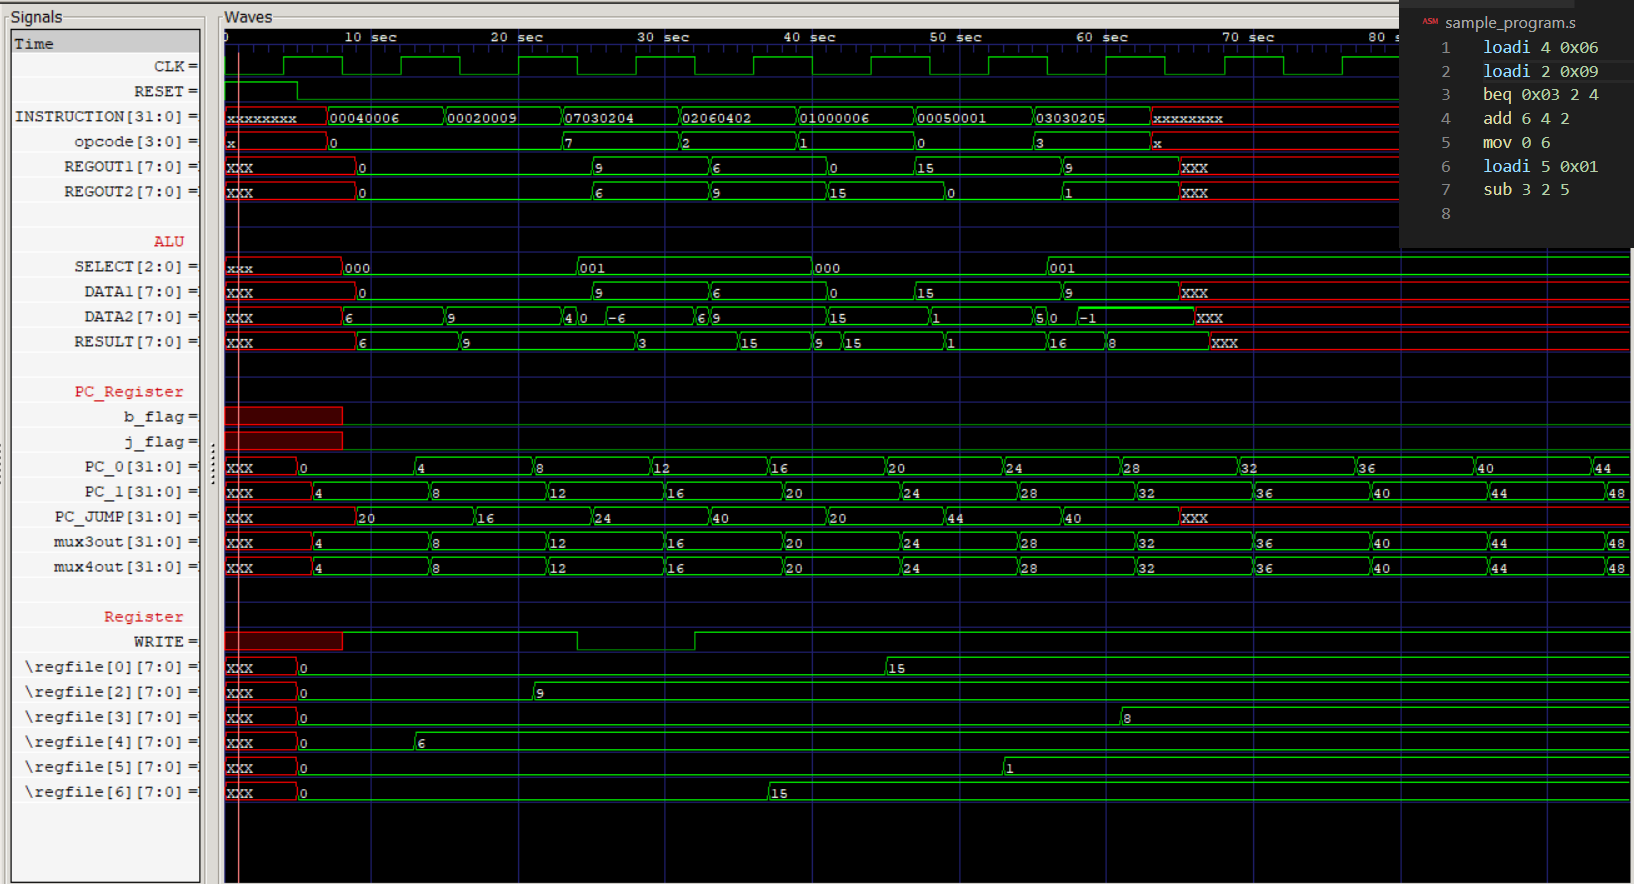 Signals
Waves
Time
0 10 sec 20 sec 30 sec 40 sec 50 sec 60 sec 70 sec 80 s
CLK =
RESET =
INSTRUCTION[31:0] = xxxxxxxx 00040006 00020009 07030204 02060402 01000006 00050001 03030205 xxxxxxxx
opcode[3:0] = x 0 7 2 1 0 3 x
REGOUT1[7:0] = XXX 0 9 6 0 15 9 XXX
REGOUT2[7:0] = XXX 0 6 9 15 0 1 XXX
ALU
SELECT[2:0] = xxx 000 001 000 001
DATA1[7:0] = XXX 0 9 6 0 15 9 XXX
DATA2[7:0] = XXX 6 9 4 0 -6 6 9 15 1 5 0 -1 XXX
RESULT[7:0] = XXX 6 9 3 15 9 15 1 16 8 XXX
PC_Register
b_flag =
j_flag =
PC_0[31:0] = XXX 0 4 8 12 16 20 24 28 32 36 40 44
PC_1[31:0] = XXX 4 8 12 16 20 24 28 32 36 40 44 48
PC_JUMP[31:0] = XXX 20 16 24 40 20 44 40 XXX
mux3out[31:0] = XXX 4 8 12 16 20 24 28 32 36 40 44 48
mux4out[31:0] = XXX 4 8 12 16 20 24 28 32 36 40 44 48
Register
WRITE =
\regfile[0][7:0] = XXX 0 15
\regfile[2][7:0] = XXX 0 9
\regfile[3][7:0] = XXX 0 8
\regfile[4][7:0] = XXX 0 6
\regfile[5][7:0] = XXX 0 1
\regfile[6][7:0] = XXX 0 15
ASM sample_program.s
1 loadi 4 0x06
2 loadi 2 0x09
3 beq 0x03 2 4
4 add 6 4 2
5 mov 0 6
6 loadi 5 0x01
7 sub 3 2 5
8